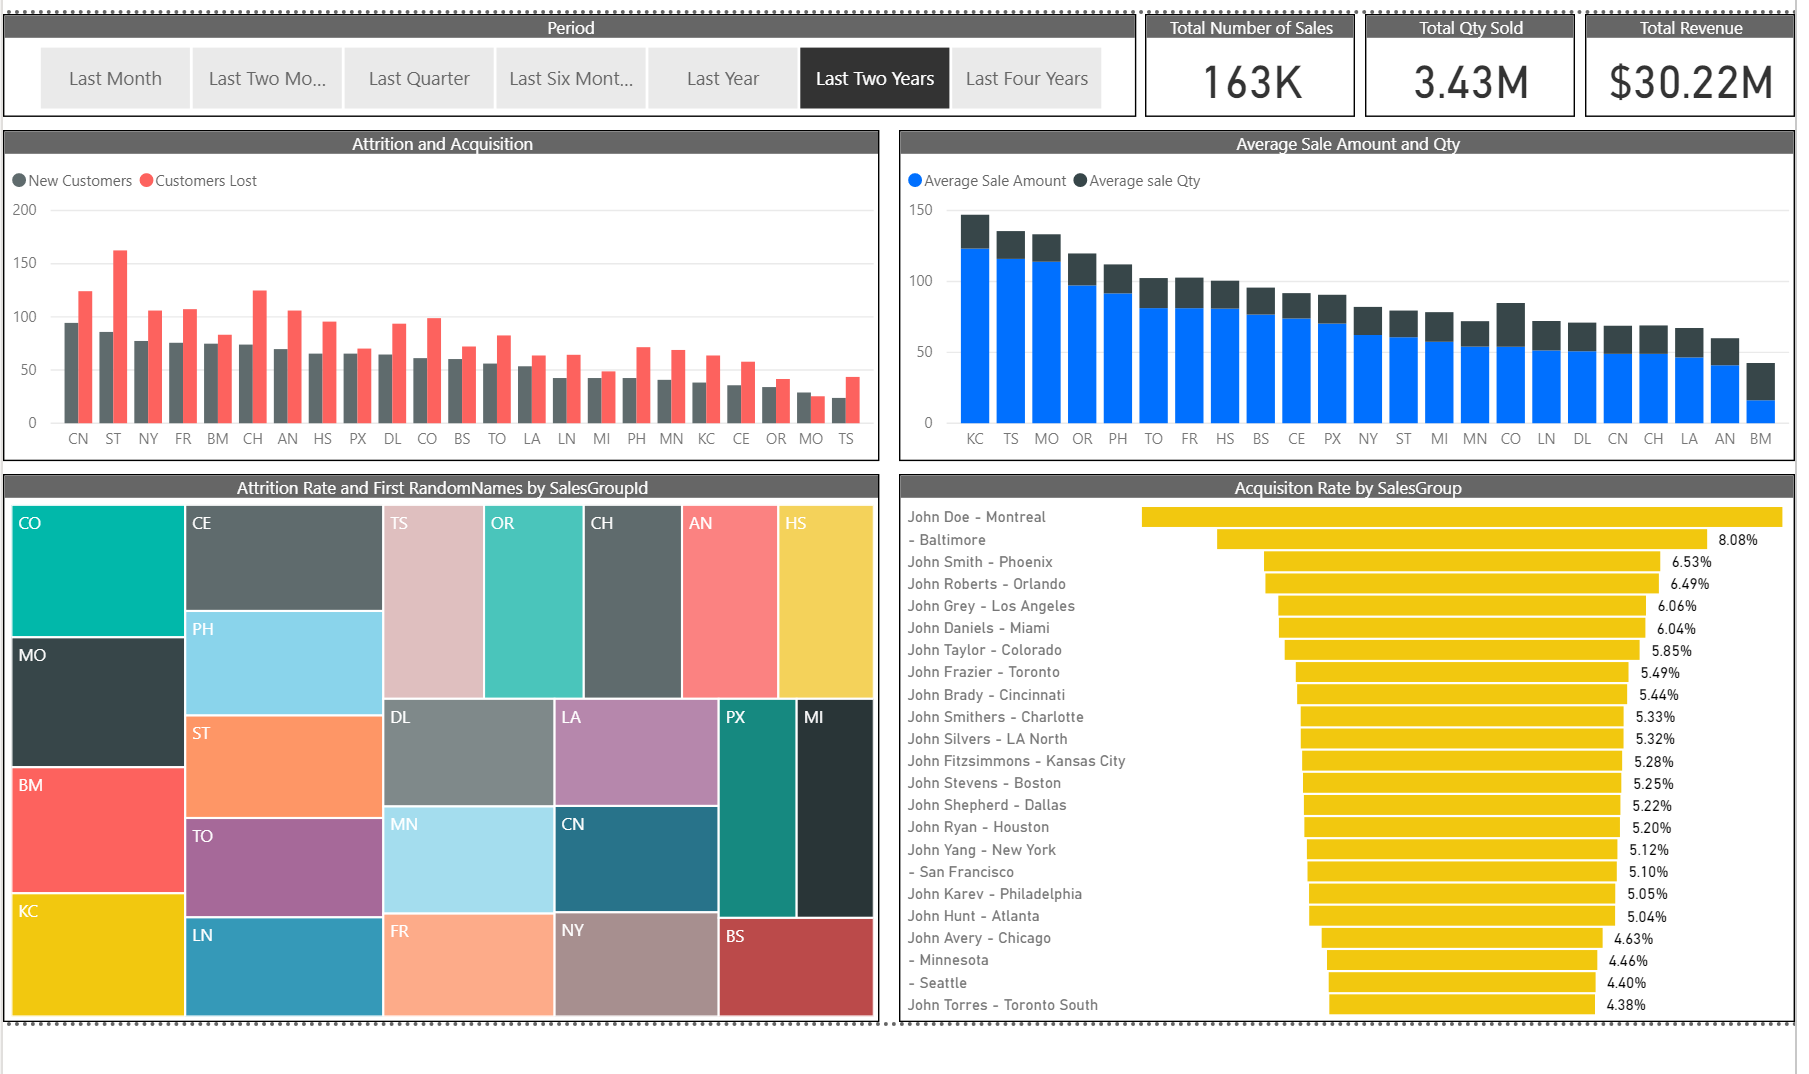 Period
Last Month
Last Two Mo...
Last Quarter
Last Six Mont...
Last Year
Last Two Years
Last Four Years
Total Number of Sales
163K
Total Qty Sold
3.43M
Total Revenue
$30.22M
Attrition and Acquisition
New Customers Customers Lost
200
150
100
50
0
CN ST NY FR BM CH AN HS PX DL CO BS TO LA LN MI PH MN KC CE OR MO TS
Average Sale Amount and Qty
Average Sale Amount Average sale Qty
150
100
50
0
KC TS MO OR PH TO FR HS BS CE PX NY ST MI MN CO LN DL CN CH LA AN BM
Attrition Rate and First RandomNames by SalesGroupId
CO
MO
BM
KC
CE
PH
ST
TO
LN
TS
OR
CH
AN
HS
DL
LA
PX
MI
MN
CN
FR
NY
BS
Acquisiton Rate by SalesGroup
John Doe - Montreal
- Baltimore 8.08%
John Smith - Phoenix 6.53%
John Roberts - Orlando 6.49%
John Grey - Los Angeles 6.06%
John Daniels - Miami 6.04%
John Taylor - Colorado 5.85%
John Frazier - Toronto 5.49%
John Brady - Cincinnati 5.44%
John Smithers - Charlotte 5.33%
John Silvers - LA North 5.32%
John Fitzsimmons - Kansas City 5.28%
John Stevens - Boston 5.25%
John Shepherd - Dallas 5.22%
John Ryan - Houston 5.20%
John Yang - New York 5.12%
- San Francisco 5.10%
John Karev - Philadelphia 5.05%
John Hunt - Atlanta 5.04%
John Avery - Chicago 4.63%
- Minnesota 4.46%
- Seattle 4.40%
John Torres - Toronto South 4.38%